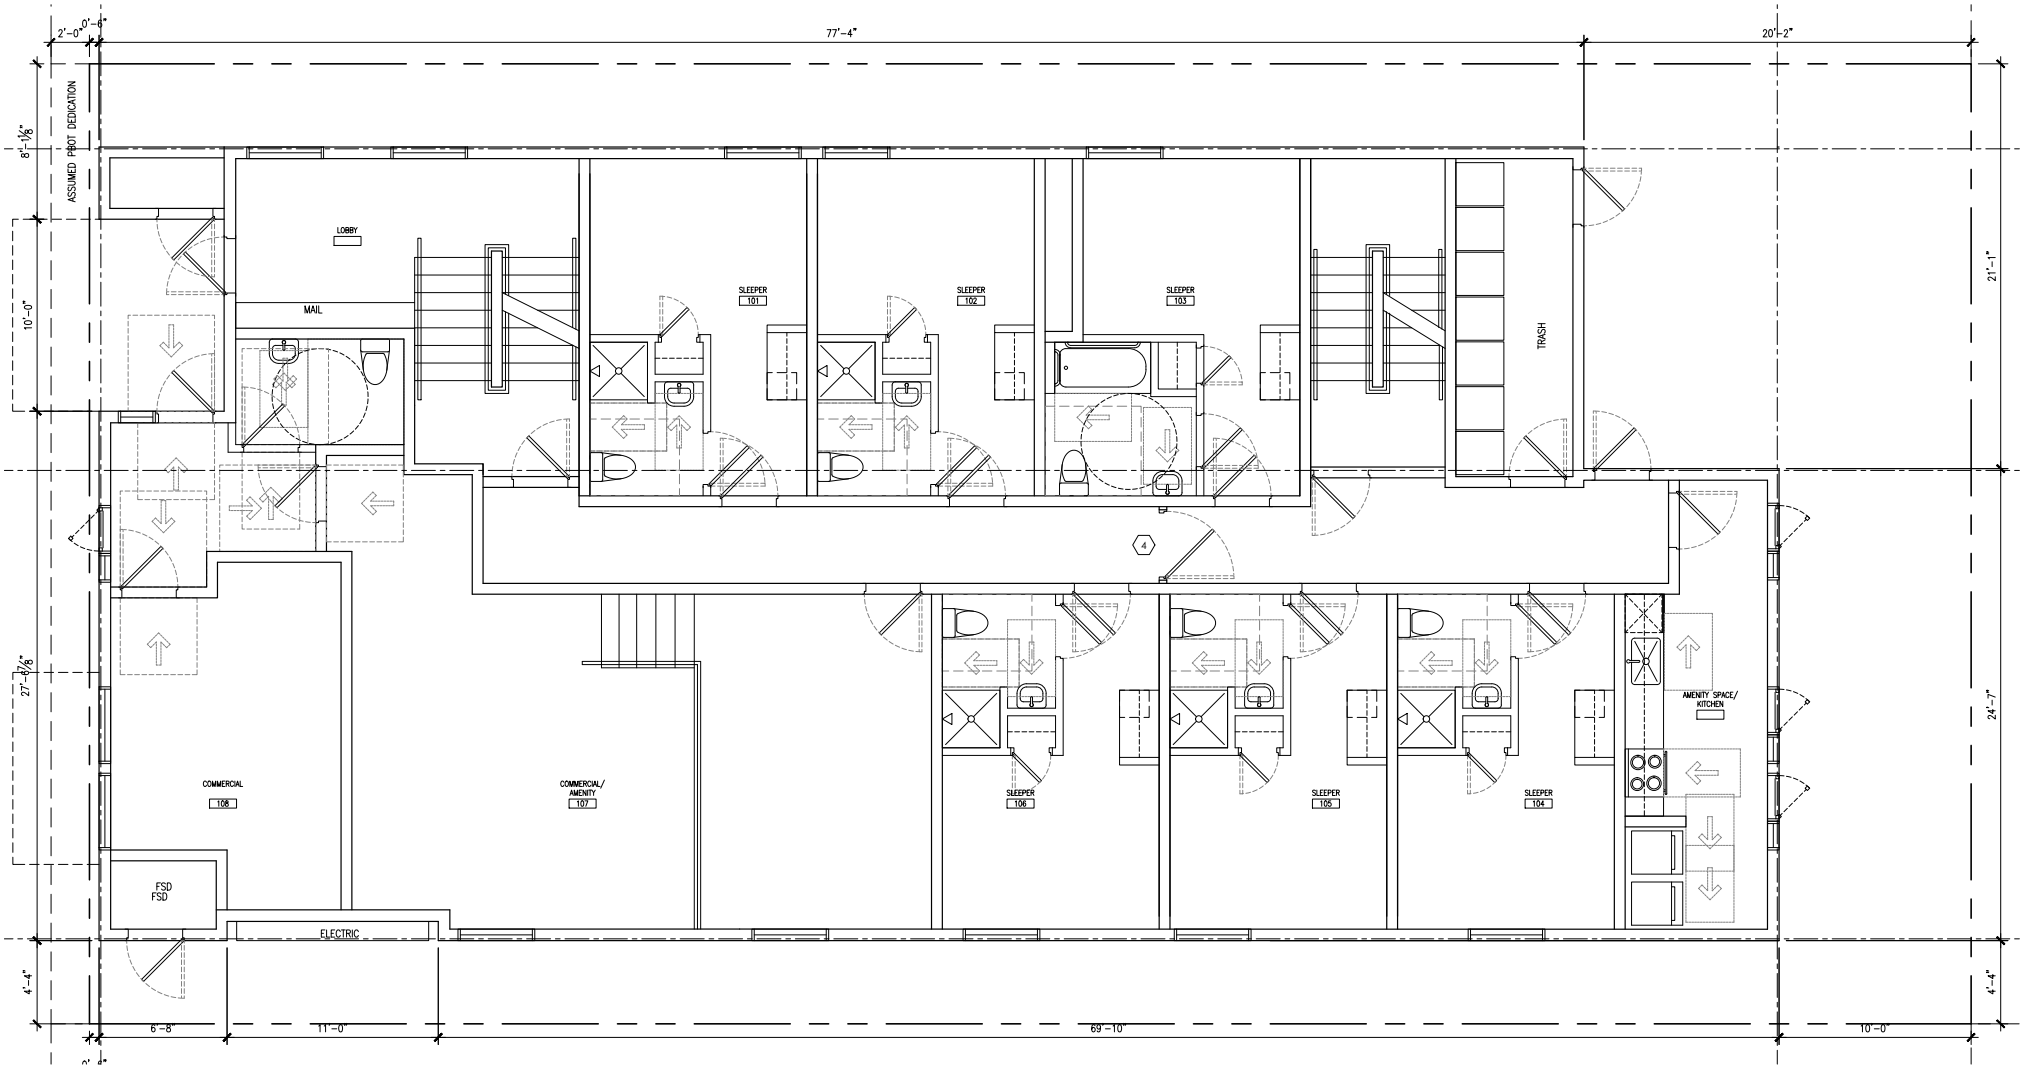 0'-6"
2'-0"
77'-4"
20'-2"
ASSUMED PBOT DEDICATION
8'-1⅛"
LOBBY
10'-0"
MAIL
SLEEPER
101
SLEEPER
102
SLEEPER
103
TRASH
21'-1"
4
27'-6⅞"
COMMERCIAL
108
COMMERCIAL/
AMENITY
107
SLEEPER
106
SLEEPER
105
SLEEPER
104
AMENITY SPACE/
KITCHEN
24'-7"
FSD
FSD
ELECTRIC
4'-4"
4'-4"
6'-8"
11'-0"
69'-10"
10'-0"